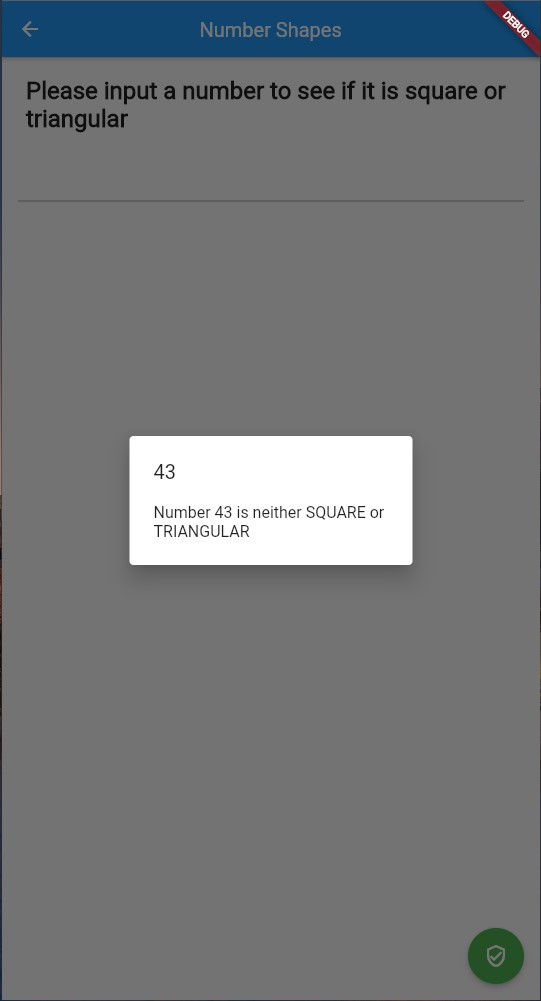 Number Shapes
DEBUG
Please input a number to see if it is square or
triangular
43
Number 43 is neither SQUARE or
TRIANGULAR